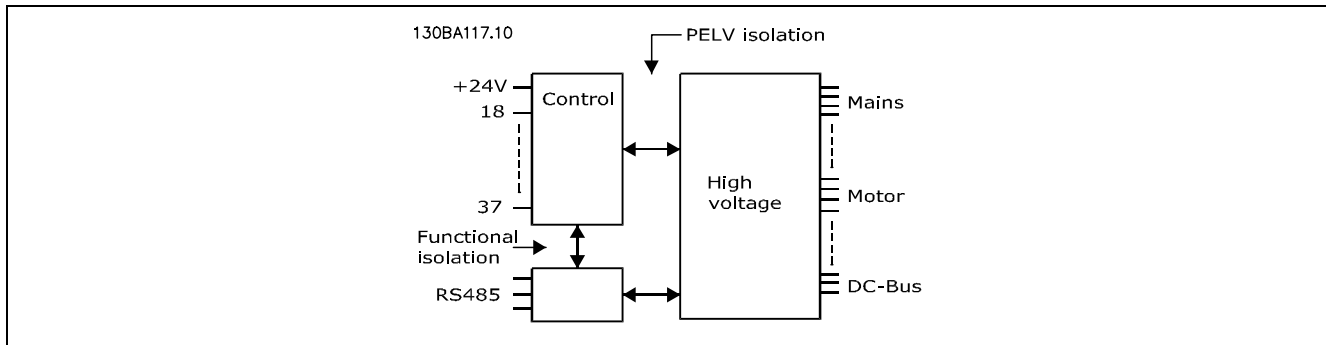 130BA117.10
PELV isolation
+24V
Control
Mains
18
High
voltage
Motor
37
Functional
isolation
RS485
DC-Bus